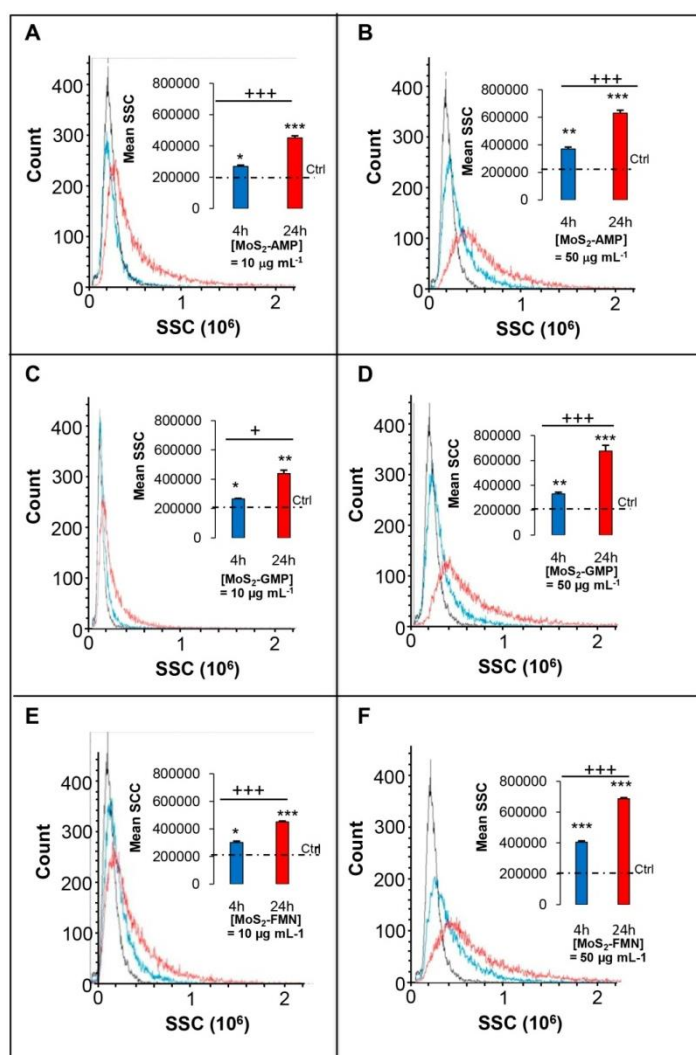 A
400
300
200
100
0
Count
0
1
2
SSC (10⁶)
Mean SSC
800000
600000
400000
200000
0
+++
*
***
Ctrl
4h
24h
[MoS₂-AMP]
= 10 µg mL⁻¹
B
400
300
200
100
0
Count
0
1
2
SSC (10⁶)
Mean SSC
800000
600000
400000
200000
0
+++
**
***
Ctrl
4h
24h
[MoS₂-AMP]
= 50 µg mL⁻¹
C
400
300
200
100
0
Count
0
1
2
SSC (10⁶)
Mean SSC
800000
600000
400000
200000
0
+
*
**
Ctrl
4h
24h
[MoS₂-GMP]
= 10 µg mL⁻¹
D
400
300
200
100
0
Count
0
1
2
SSC (10⁶)
Mean SCC
800000
600000
400000
200000
0
+++
**
***
Ctrl
4h
24h
[MoS₂-GMP]
= 50 µg mL⁻¹
E
400
300
200
100
0
Count
0
1
2
SSC (10⁶)
Mean SSC
800000
600000
400000
200000
0
+++
*
***
Ctrl
4h
24h
[MoS₂-FMN]
= 10 µg mL-1
F
400
300
200
100
0
Count
0
1
2
SSC (10⁶)
Mean SSC
800000
600000
400000
200000
0
+++
***
***
Ctrl
4h
24h
[MoS₂-FMN]
= 50 µg mL-1